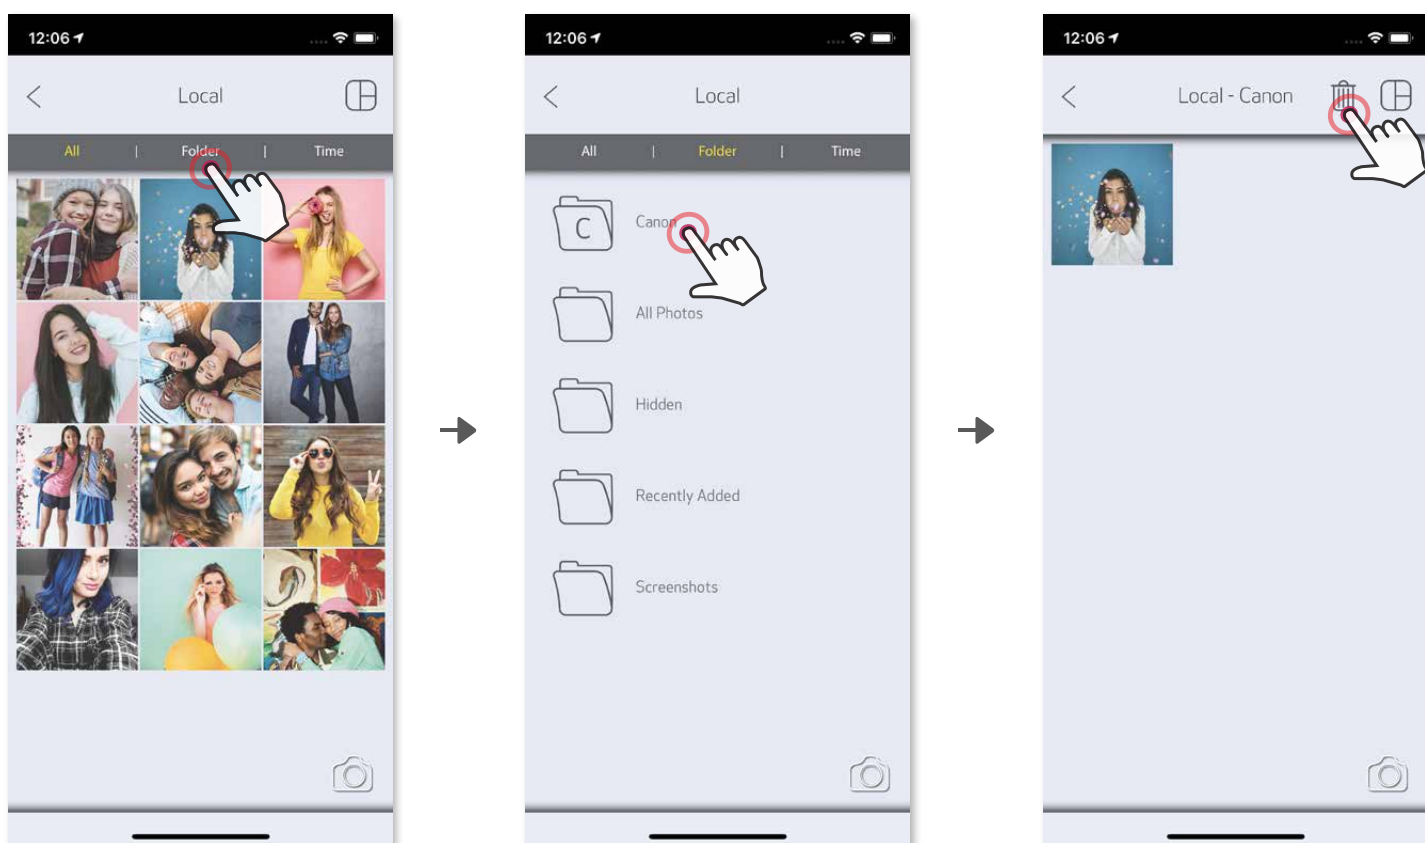 12:06
Local
All | Folder | Time
12:06
Local
All | Folder | Time
C
Canon
All Photos
Hidden
Recently Added
Screenshots
12:06
Local - Canon